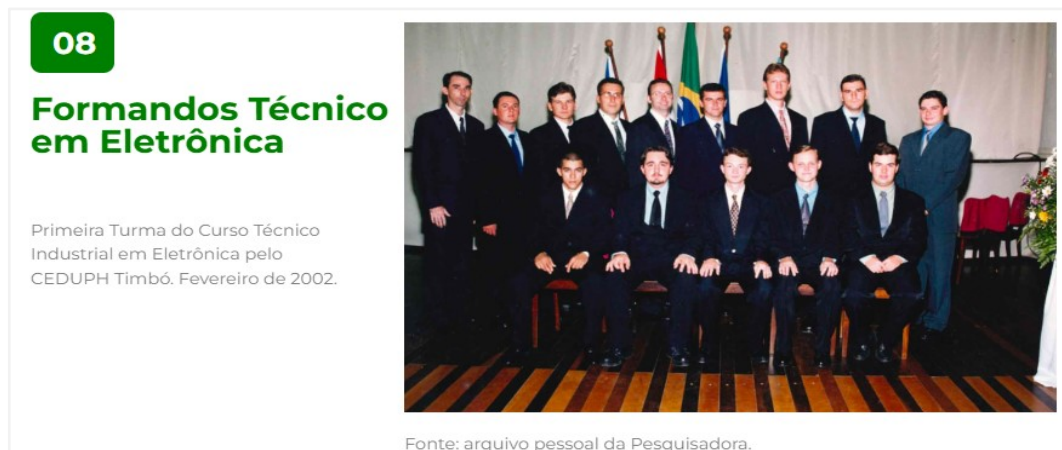 08
Formandos Técnico
em Eletrônica
Primeira Turma do Curso Técnico
Industrial em Eletrônica pelo
CEDUPH Timbó. Fevereiro de 2002.
Fonte: arquivo pessoal da Pesquisadora.